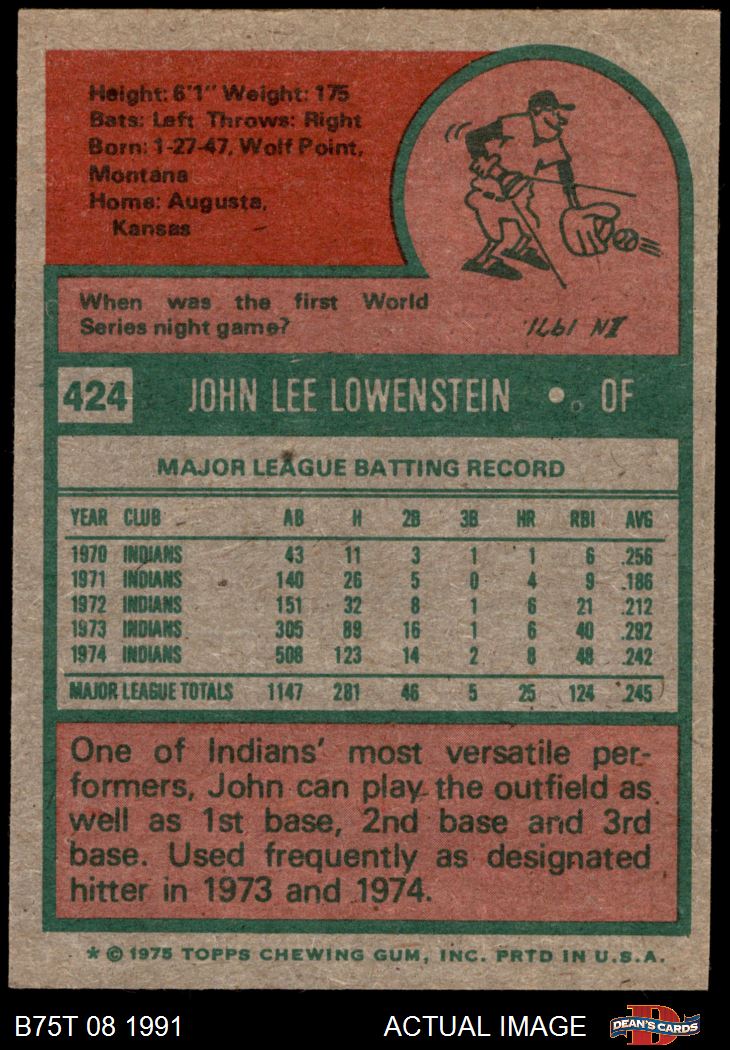 Height: 6'1" Weight: 175
Bats: Left Throws: Right
Born: 1-27-47, Wolf Point,
Montana
Home: Augusta,
Kansas
When was the first World
Series night game?
IN 1971
424 JOHN LEE LOWENSTEIN • OF
MAJOR LEAGUE BATTING RECORD
YEAR CLUB AB H 2B 3B HR RBI AVG
1970 INDIANS 43 11 3 1 1 6 .256
1971 INDIANS 140 26 5 0 4 9 .186
1972 INDIANS 151 32 8 1 6 21 .212
1973 INDIANS 305 89 16 1 6 40 .292
1974 INDIANS 508 123 14 2 8 48 .242
MAJOR LEAGUE TOTALS 1147 281 46 5 25 124 .245
One of Indians' most versatile per-
formers, John can play the outfield as
well as 1st base, 2nd base and 3rd
base. Used frequently as designated
hitter in 1973 and 1974.
* © 1975 TOPPS CHEWING GUM, INC. PRTD IN U.S.A.
B75T 08 1991 ACTUAL IMAGE DEAN'S CARDS